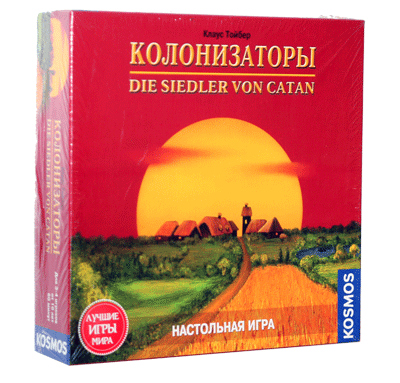 Клаус Тойбер
КОЛОНИЗАТОРЫ
DIE SIEDLER VON CATAN
НАСТОЛЬНАЯ ИГРА
KOSMOS
КОЛОНИЗАТОРЫ
DIE SIEDLER VON CATAN
ЛУЧШИЕ
ИГРЫ
МИРА
KOSMOS